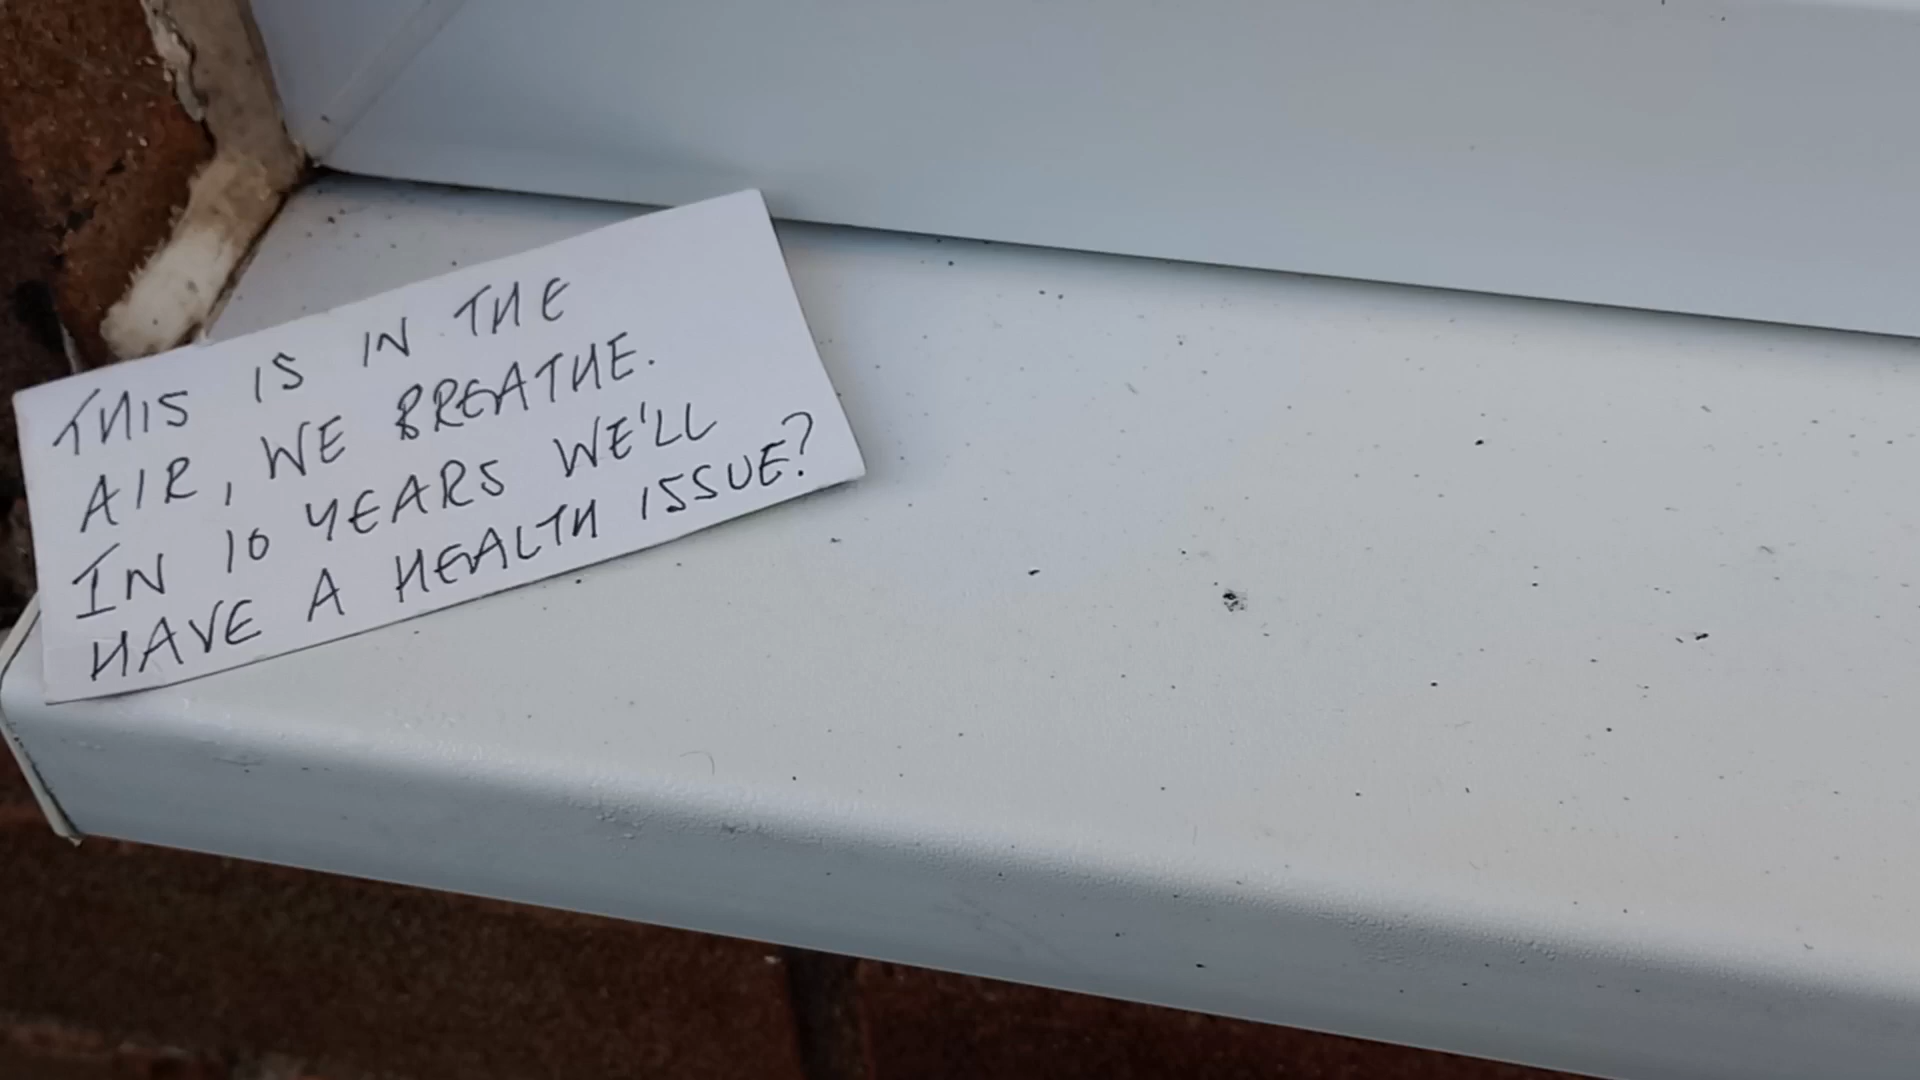 THIS IS IN THE
AIR, WE BREATHE.
IN 10 YEARS WE'LL
HAVE A HEALTH ISSUE?